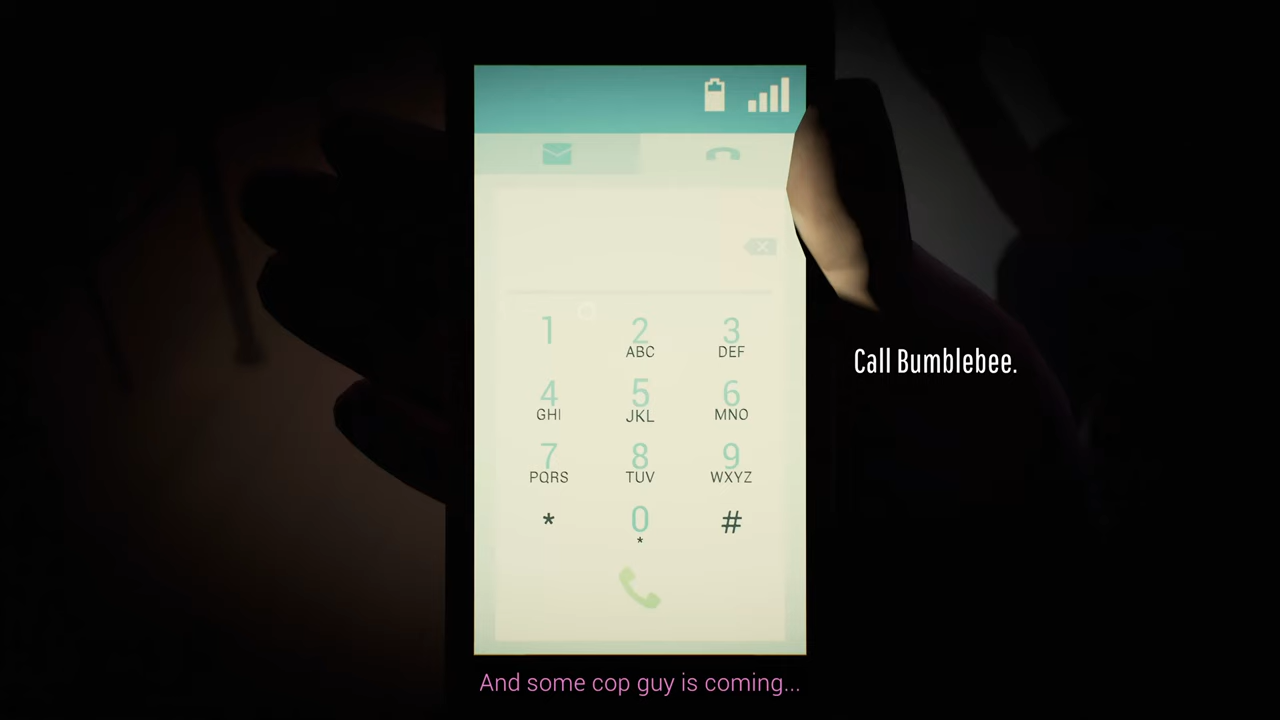 1 2 3
ABC DEF
4 5 6
GHI JKL MNO
7 8 9
PQRS TUV WXYZ
* 0 #
*
Call Bumblebee.
And some cop guy is coming...